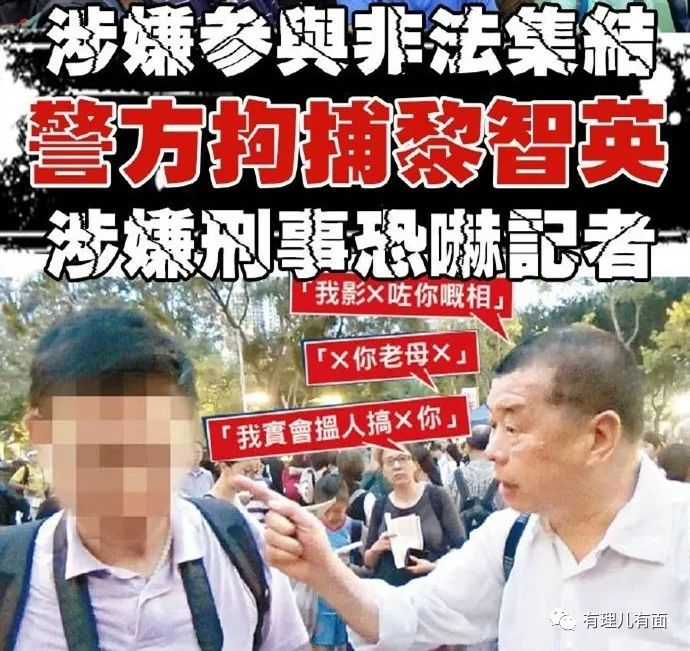 涉嫌參與非法集結
警方拘捕黎智英
涉嫌刑事恐嚇記者
「我影✕咗你嘅相」
「✕你老母✕」
「我實會搵人搞✕你」
有理儿有面